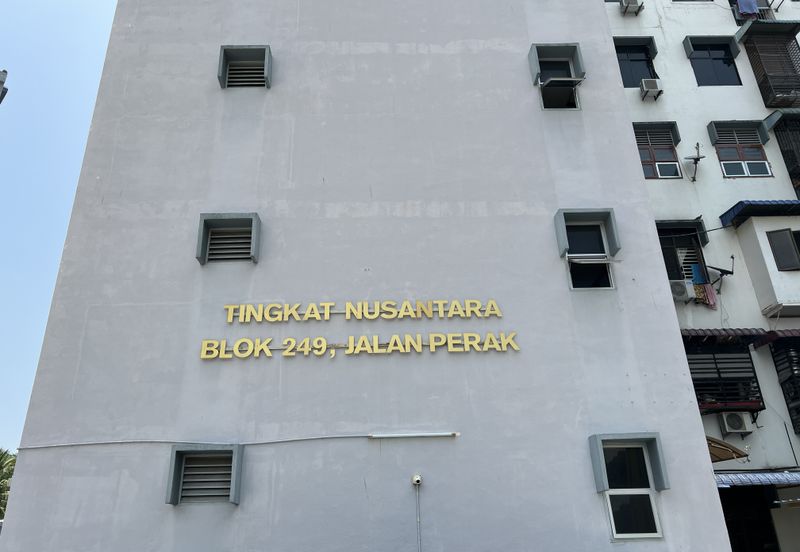 TINGKAT NUSANTARA
BLOK 249, JALAN PERAK